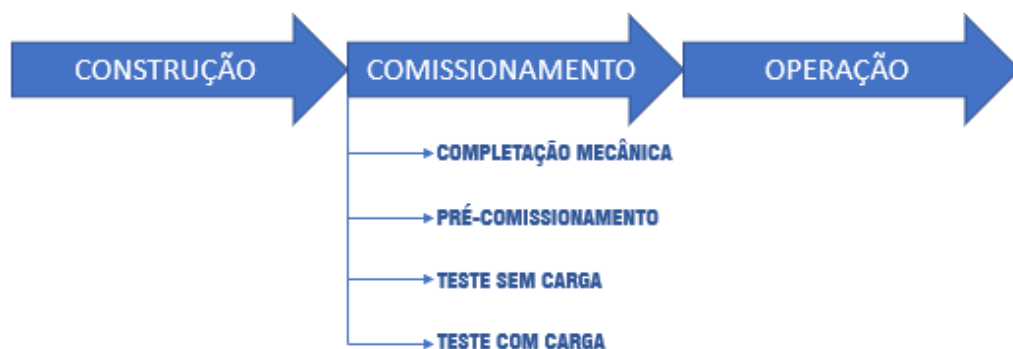 CONSTRUÇÃO COMISSIONAMENTO OPERAÇÃO
COMPLETAÇÃO MECÂNICA
PRÉ-COMISSIONAMENTO
TESTE SEM CARGA
TESTE COM CARGA